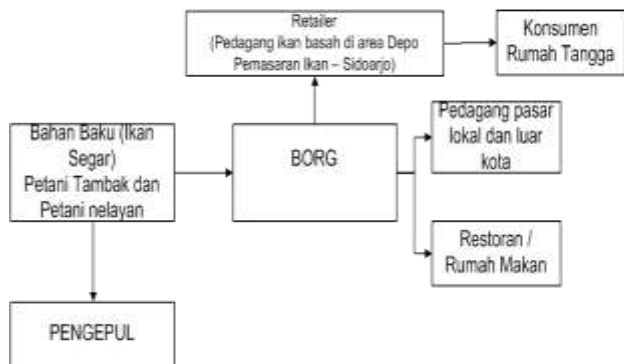 Retailer
(Pedagang ikan basah di area Depo
Pemasaran Ikan – Sidoarjo)
Konsumen
Rumah Tangga
Bahan Baku (Ikan
Segar)
Petani Tambak dan
Petani nelayan
BORG
Pedagang pasar
lokal dan luar
kota
Restoran /
Rumah Makan
PENGEPUL